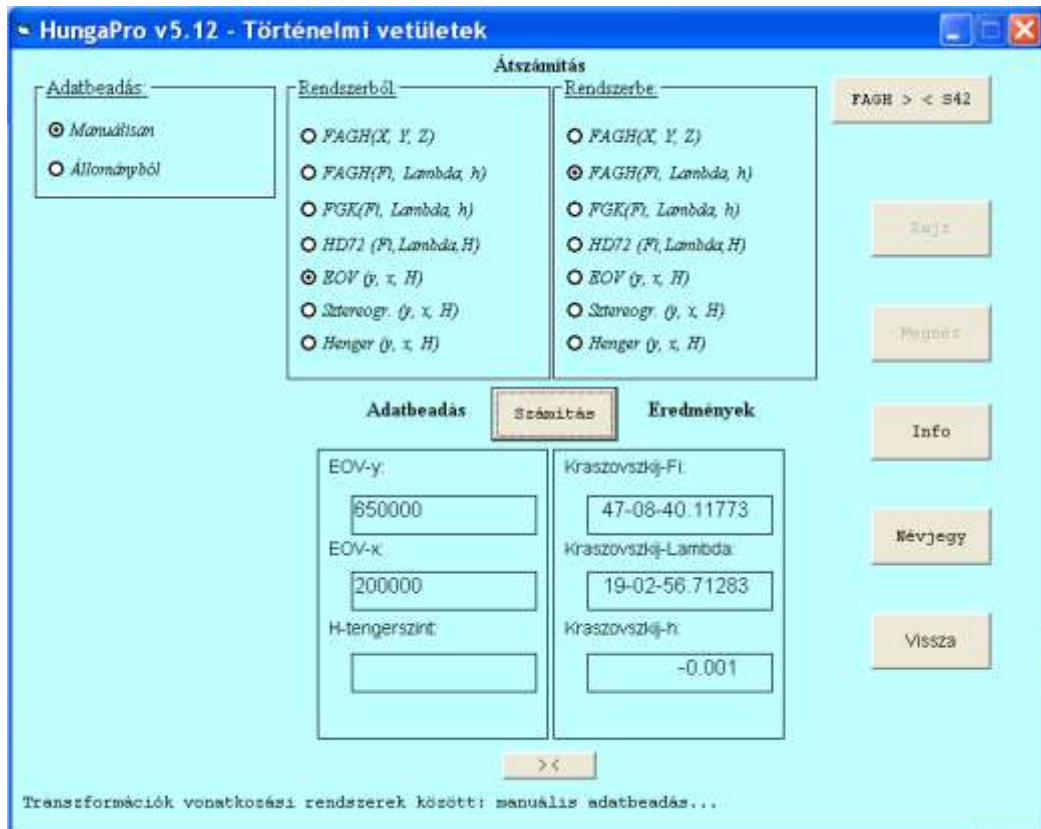 HungaPro v5.12 - Történelmi vetületek
Átszámítás
Adatbeadás:
Manuálisan
Állományból
Rendszerből:
FAGH(X, Y, Z)
FAGH(Fi, Lambda, h)
FGK(Fi, Lambda, h)
HD72 (Fi,Lambda,H)
EOV (y, x, H)
Sztereogr. (y, x, H)
Henger (y, x, H)
Rendszerbe:
FAGH(X, Y, Z)
FAGH(Fi, Lambda, h)
FGK(Fi, Lambda, h)
HD72 (Fi,Lambda,H)
EOV (y, x, H)
Sztereogr. (y, x, H)
Henger (y, x, H)
FAGH > < S42
Rajz
Megnéz
Info
Névjegy
Vissza
Adatbeadás
Számítás
Eredmények
EOV-y:
650000
EOV-x:
200000
H-tengerszint:
Kraszovszkij-Fi:
47-08-40.11773
Kraszovszkij-Lambda:
19-02-56.71283
Kraszovszkij-h:
-0.001
> <
Transzformációk vonatkozási rendszerek között: manuális adatbeadás...